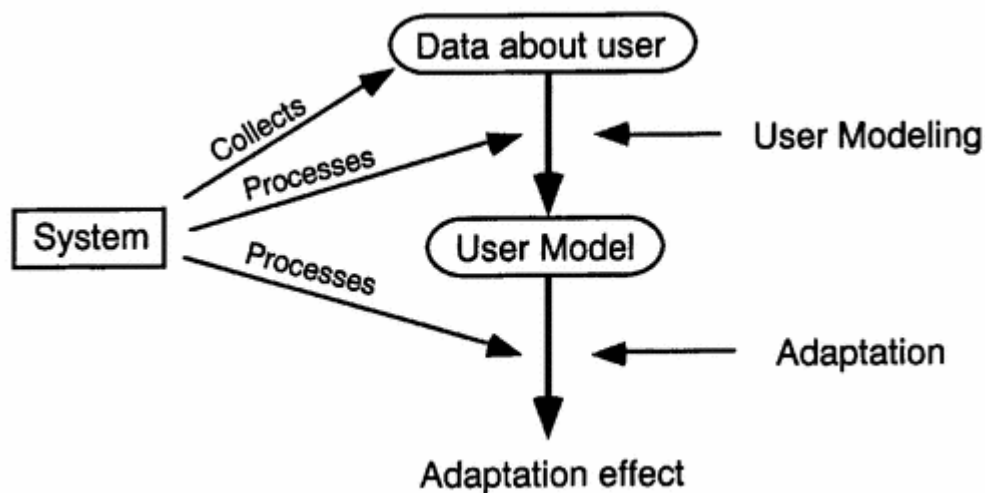 Data about user
Collects
Processes
User Modeling
System
User Model
Processes
Adaptation
Adaptation effect